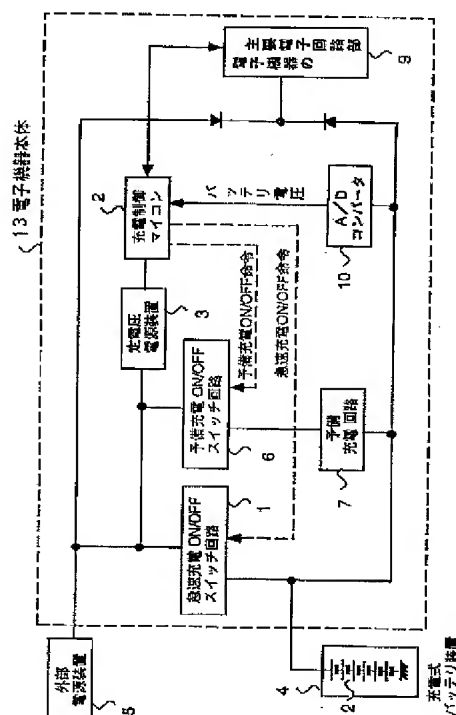 13 電子機器本体
外部
電源装置
5
急速充電 ON/OFF
スイッチ回路
1
予備充電 ON/OFF
スイッチ回路
6
定電圧
電源装置
3
充電制御
マイコン
2
予備充電ON/OFF命令
急速充電ON/OFF命令
バッテリ電圧
主要電子回路部
電子機器の
9
予備
充電 回路
7
A/D
コンバータ
10
4
2
充電式
バッテリ装置